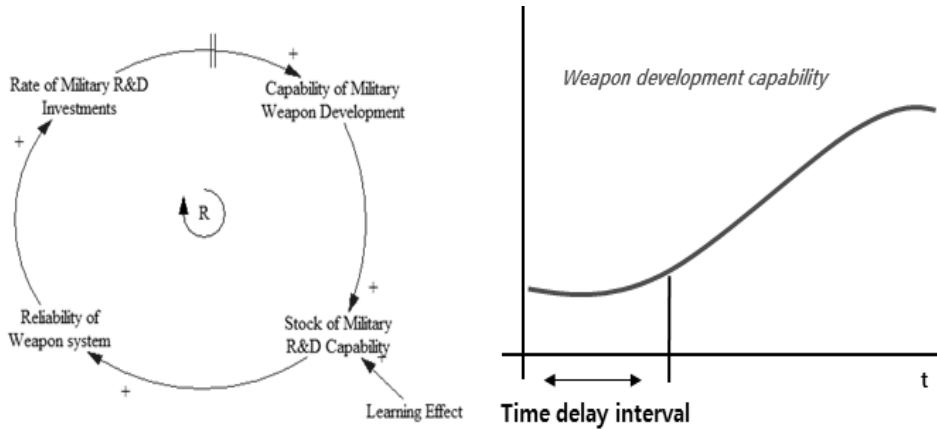 Rate of Military R&D
Investments
+
Capability of Military
Weapon Development
+
R
+
Reliability of
Weapon system
+
Stock of Military
R&D Capability
+
+
Learning Effect
Weapon development capability
t
Time delay interval